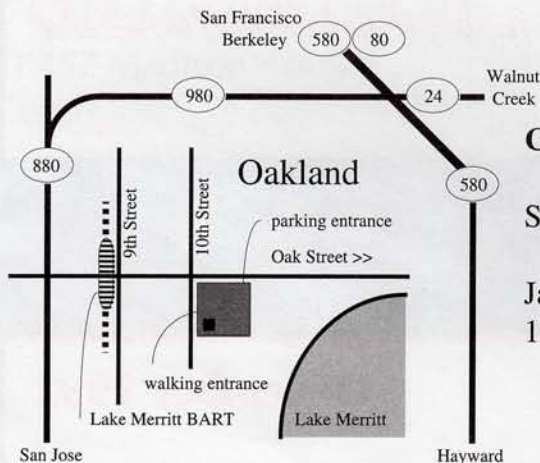 San Francisco
Berkeley
580
80
980
24
Walnut
Creek
880
580
Oakland
9th Street
10th Street
parking entrance
Oak Street >>
walking entrance
Lake Merritt BART
Lake Merritt
San Jose
Hayward